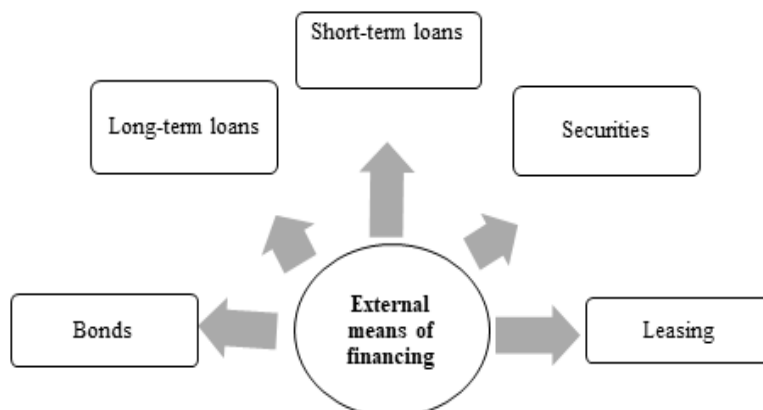 Short-term loans
Long-term loans
Securities
External
means of
financing
Bonds
Leasing